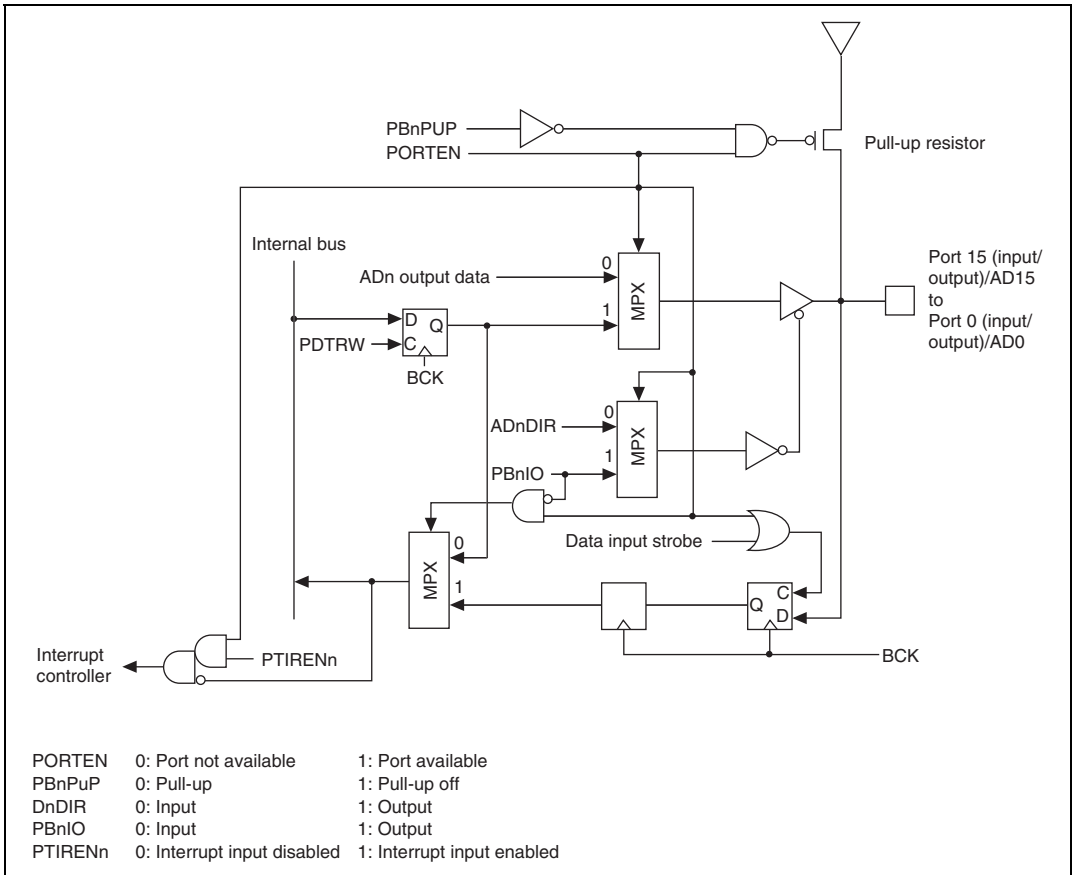 PBnPUP
PORTEN
Pull-up resistor
Internal bus
ADn output data
0
1
MPX
Port 15 (input/
output)/AD15
to
Port 0 (input/
output)/AD0
D
Q
PDTRW
C
BCK
ADnDIR
0
1
MPX
PBnIO
Data input strobe
0
1
MPX
Q
C
D
BCK
PTIRENn
Interrupt
controller
PORTEN 0: Port not available 1: Port available
PBnPuP 0: Pull-up 1: Pull-up off
DnDIR 0: Input 1: Output
PBnIO 0: Input 1: Output
PTIRENn 0: Interrupt input disabled 1: Interrupt input enabled